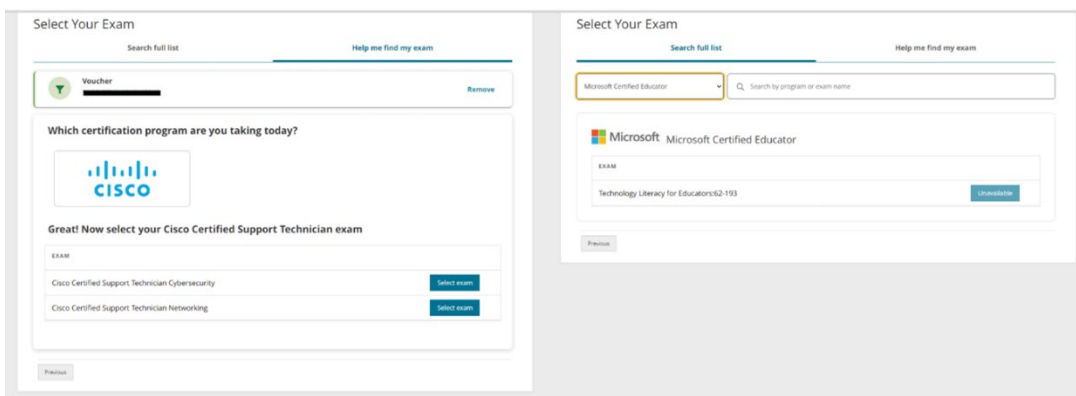 Select Your Exam
Search full list
Help me find my exam
Voucher
Remove
Which certification program are you taking today?
CISCO
Great! Now select your Cisco Certified Support Technician exam
EXAM
Cisco Certified Support Technician Cybersecurity
Select exam
Cisco Certified Support Technician Networking
Select exam
Previous
Select Your Exam
Search full list
Help me find my exam
Microsoft Certified Educator
Search by program or exam name
Microsoft Microsoft Certified Educator
EXAM
Technology Literacy for Educators:62-193
Unavailable
Previous